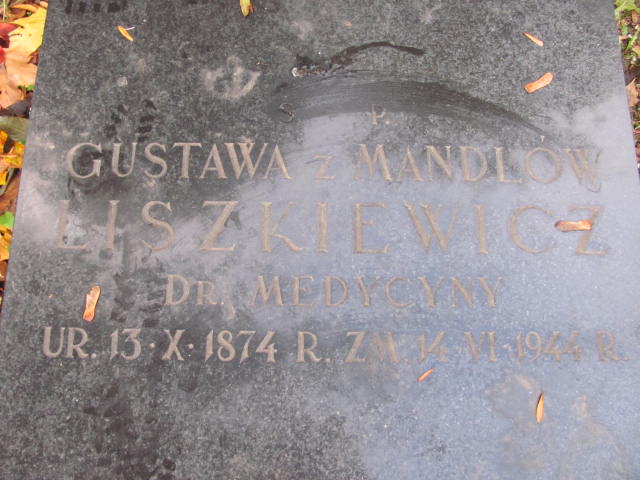 S P.
GUSTAWA z MANDLÓW
LISZKIEWICZ
DR. MEDYCYNY
UR. 13·X·1874 R. ZM. 14·VI·1944 R.